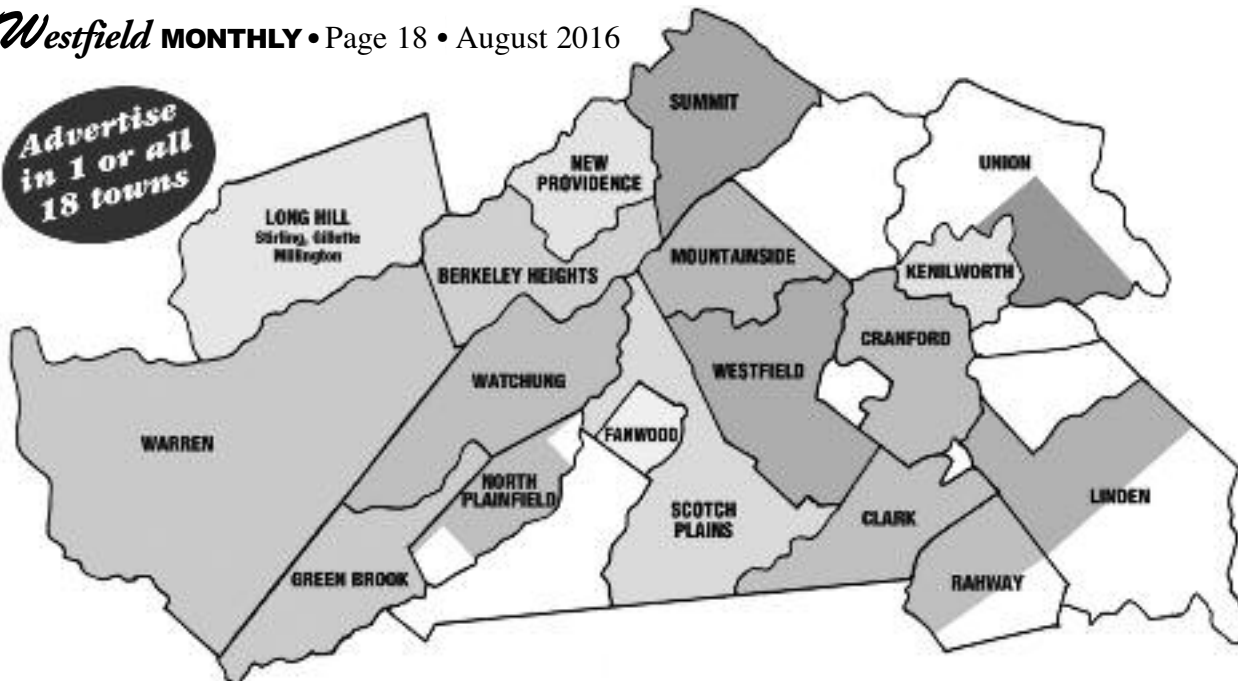 Westfield MONTHLY • Page 18 • August 2016
Advertise
in 1 or all
18 towns
SUMMIT
NEW
PROVIDENCE
UNION
LONG HILL
Stirling, Gillette
Millington
MOUNTAINSIDE
KENILWORTH
BERKELEY HEIGHTS
CRANFORD
WATCHUNG
WESTFIELD
WARREN
FANWOOD
NORTH
PLAINFIELD
SCOTCH
PLAINS
CLARK
LINDEN
GREEN BROOK
RAHWAY